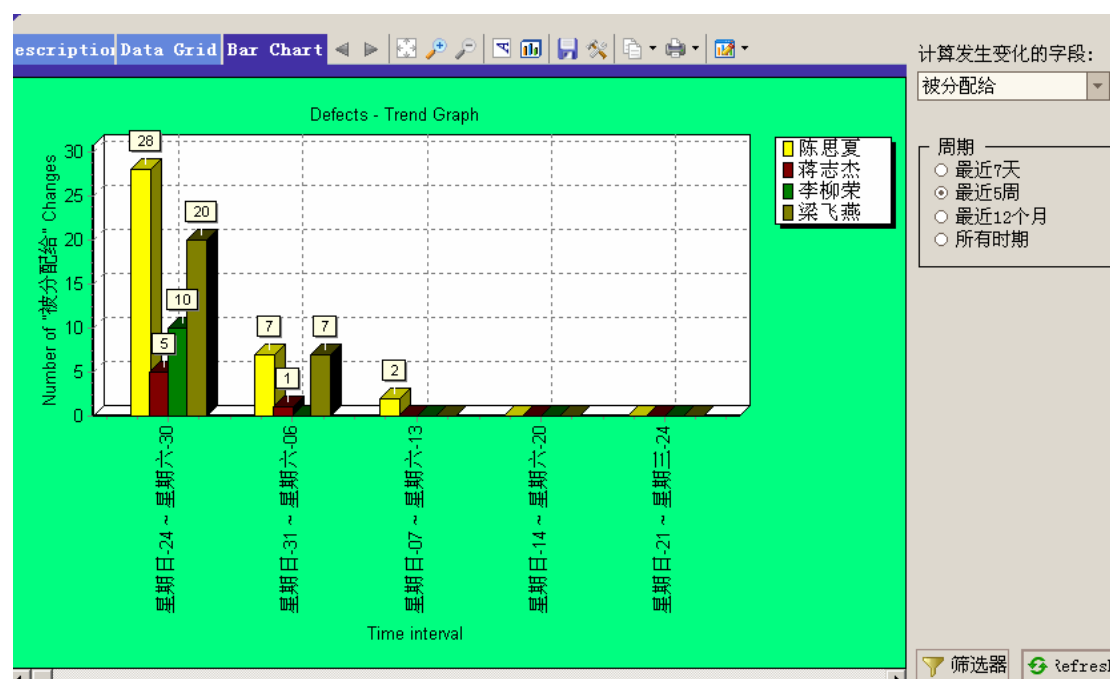 escription Data Grid Bar Chart
计算发生变化的字段:
被分配给
周期
最近7天
最近5周
最近12个月
所有时期
Defects - Trend Graph
陈思夏
蒋志杰
李柳荣
梁飞燕
Number of "被分配给" Changes
30
25
20
15
10
5
0
28
5
10
20
7
1
7
2
星期日-24 ~ 星期六-30
星期日-31 ~ 星期六-06
星期日-07 ~ 星期六-13
星期日-14 ~ 星期六-20
星期日-21 ~ 星期三-24
Time interval
筛选器
Refresh